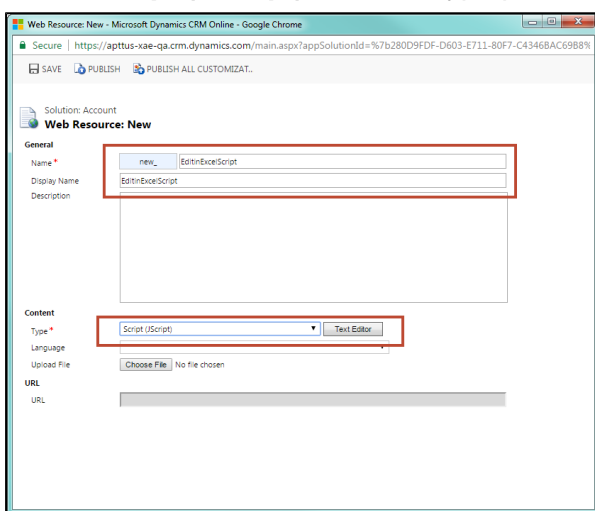 Web Resource: New - Microsoft Dynamics CRM Online - Google Chrome
Secure | https://apttus-xae-qa.crm.dynamics.com/main.aspx?appSolutionId=%7b280D9FDF-D603-E711-80F7-C4346BAC69B8%
SAVE PUBLISH PUBLISH ALL CUSTOMIZAT..
Solution: Account
Web Resource: New
General
Name * new_ EditinExcelScript
Display Name EditinExcelScript
Description
Content
Type * Script (JScript) Text Editor
Language
Upload File Choose File No file chosen
URL
URL